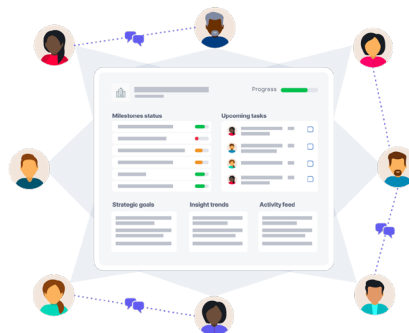 Progress
Milestones status
Upcoming tasks
Strategic goals
Insight trends
Activity feed